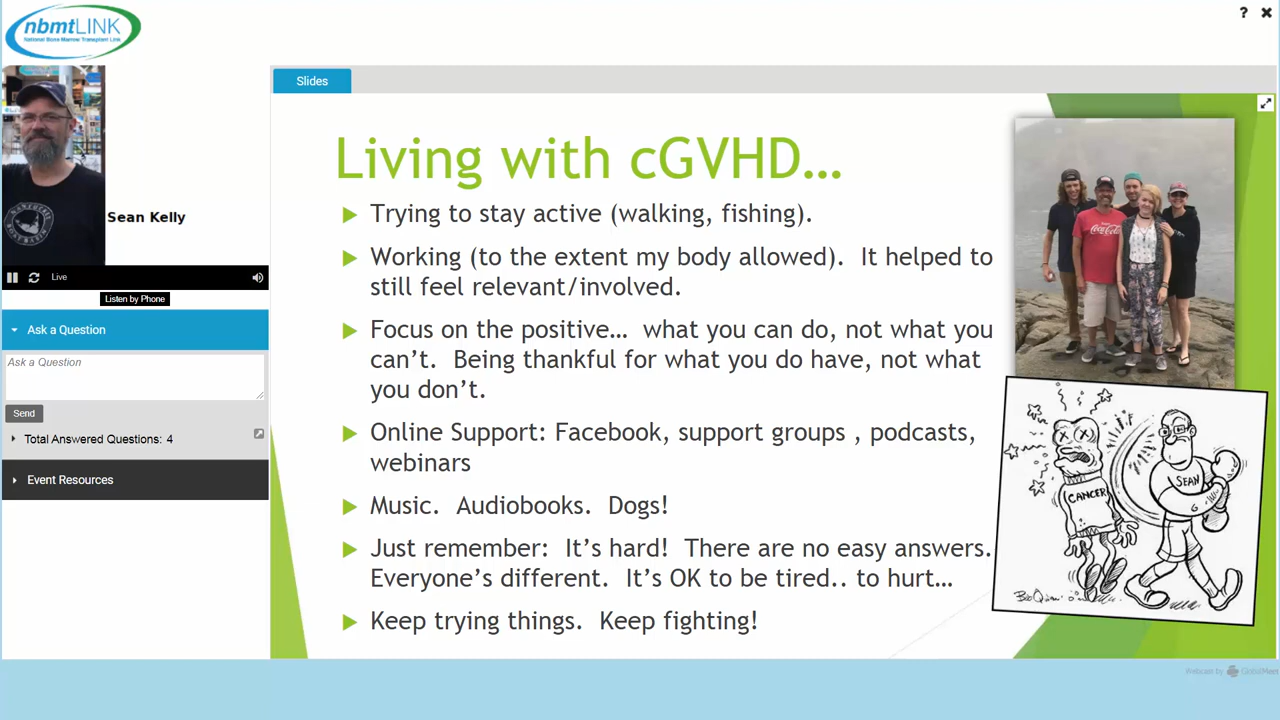 nbmtLINK
National Bone Marrow Transplant Link
? ×
Slides
Sean Kelly
Live
Listen by Phone
Ask a Question
Ask a Question
Send
Total Answered Questions: 4
Event Resources
Living with cGVHD…
Trying to stay active (walking, fishing).
Working (to the extent my body allowed). It helped to
still feel relevant/involved.
Focus on the positive… what you can do, not what you
can't. Being thankful for what you do have, not what
you don't.
Online Support: Facebook, support groups , podcasts,
webinars
Music. Audiobooks. Dogs!
Just remember: It's hard! There are no easy answers.
Everyone's different. It's OK to be tired.. to hurt…
Keep trying things. Keep fighting!
Coca-Cola
CANCER
SEAN
Webcast by GlobalMeet